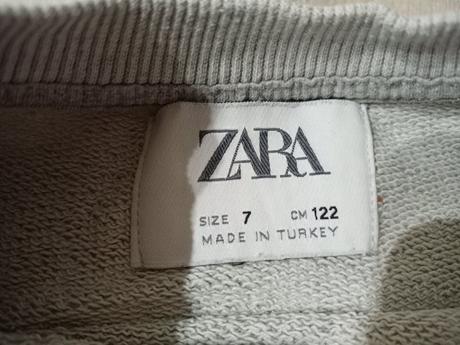 ZARA
SIZE 7 CM 122
MADE IN TURKEY